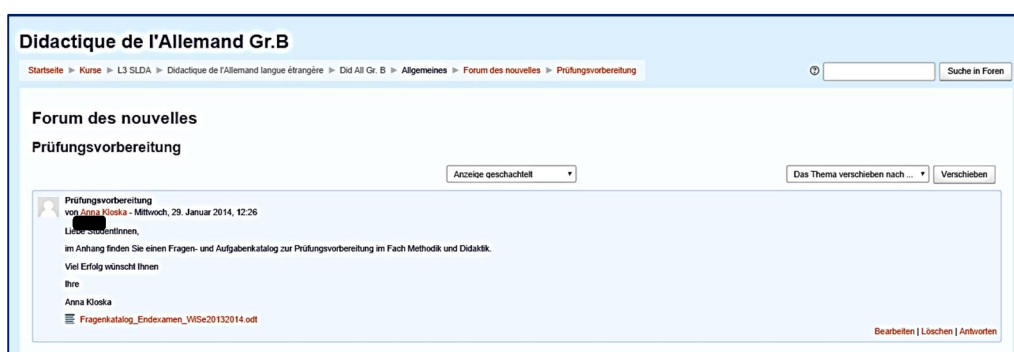 Didactique de l'Allemand Gr.B
Startseite ► Kurse ► L3 SLDA ► Didactique de l'Allemand langue étrangère ► Did All Gr. B ► Allgemeines ► Forum des nouvelles ► Prüfungsvorbereitung
Suche in Foren
Forum des nouvelles
Prüfungsvorbereitung
Anzeige geschachtelt
Das Thema verschieben nach ...
Verschieben
Prüfungsvorbereitung
von Anna Kloska - Mittwoch, 29. Januar 2014, 12:26
Liebe StudentInnen,
im Anhang finden Sie einen Fragen- und Aufgabenkatalog zur Prüfungsvorbereitung im Fach Methodik und Didaktik.
Viel Erfolg wünscht Ihnen
Ihre
Anna Kloska
Fragenkatalog_Endexamen_WiSe20132014.odt
Bearbeiten | Löschen | Antworten